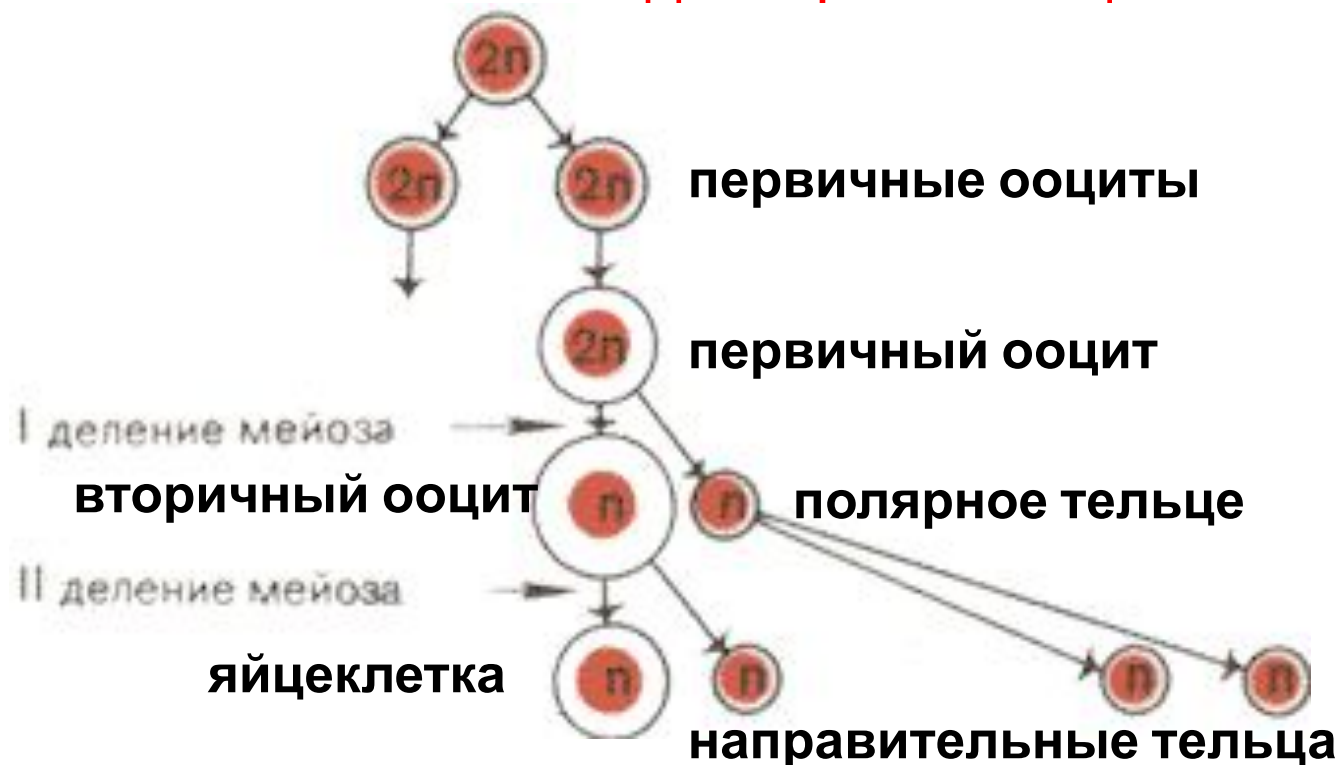 2n
2n 2n первичные ооциты
2n первичный ооцит
I деление мейоза
вторичный ооцит n n полярное тельце
II деление мейоза
яйцеклетка n n n n
направительные тельца